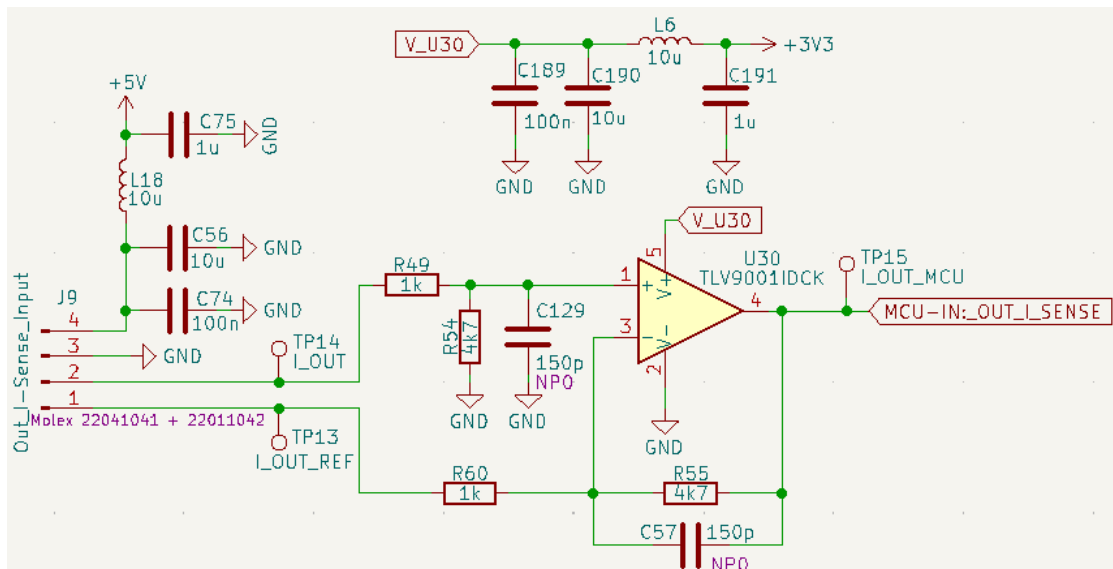 L6
V_U30
10u
+3V3
C189
100n
C190
10u
C191
1u
GND
GND
GND
+5V
C75
1u
GND
L18
10u
C56
10u
GND
C74
100n
GND
J9
Out_I-Sense_Input
4
3
2
1
GND
TP14
I_OUT
Molex 22041041 + 22011042
TP13
I_OUT_REF
R49
1k
R54
4k7
GND
C129
150p
NP0
GND
V_U30
U30
TLV9001IDCK
1
+
3
-
5
V+
V-
2
4
GND
TP15
I_OUT_MCU
MCU-IN:_OUT_I_SENSE
R60
1k
R55
4k7
C57
150p
NP0